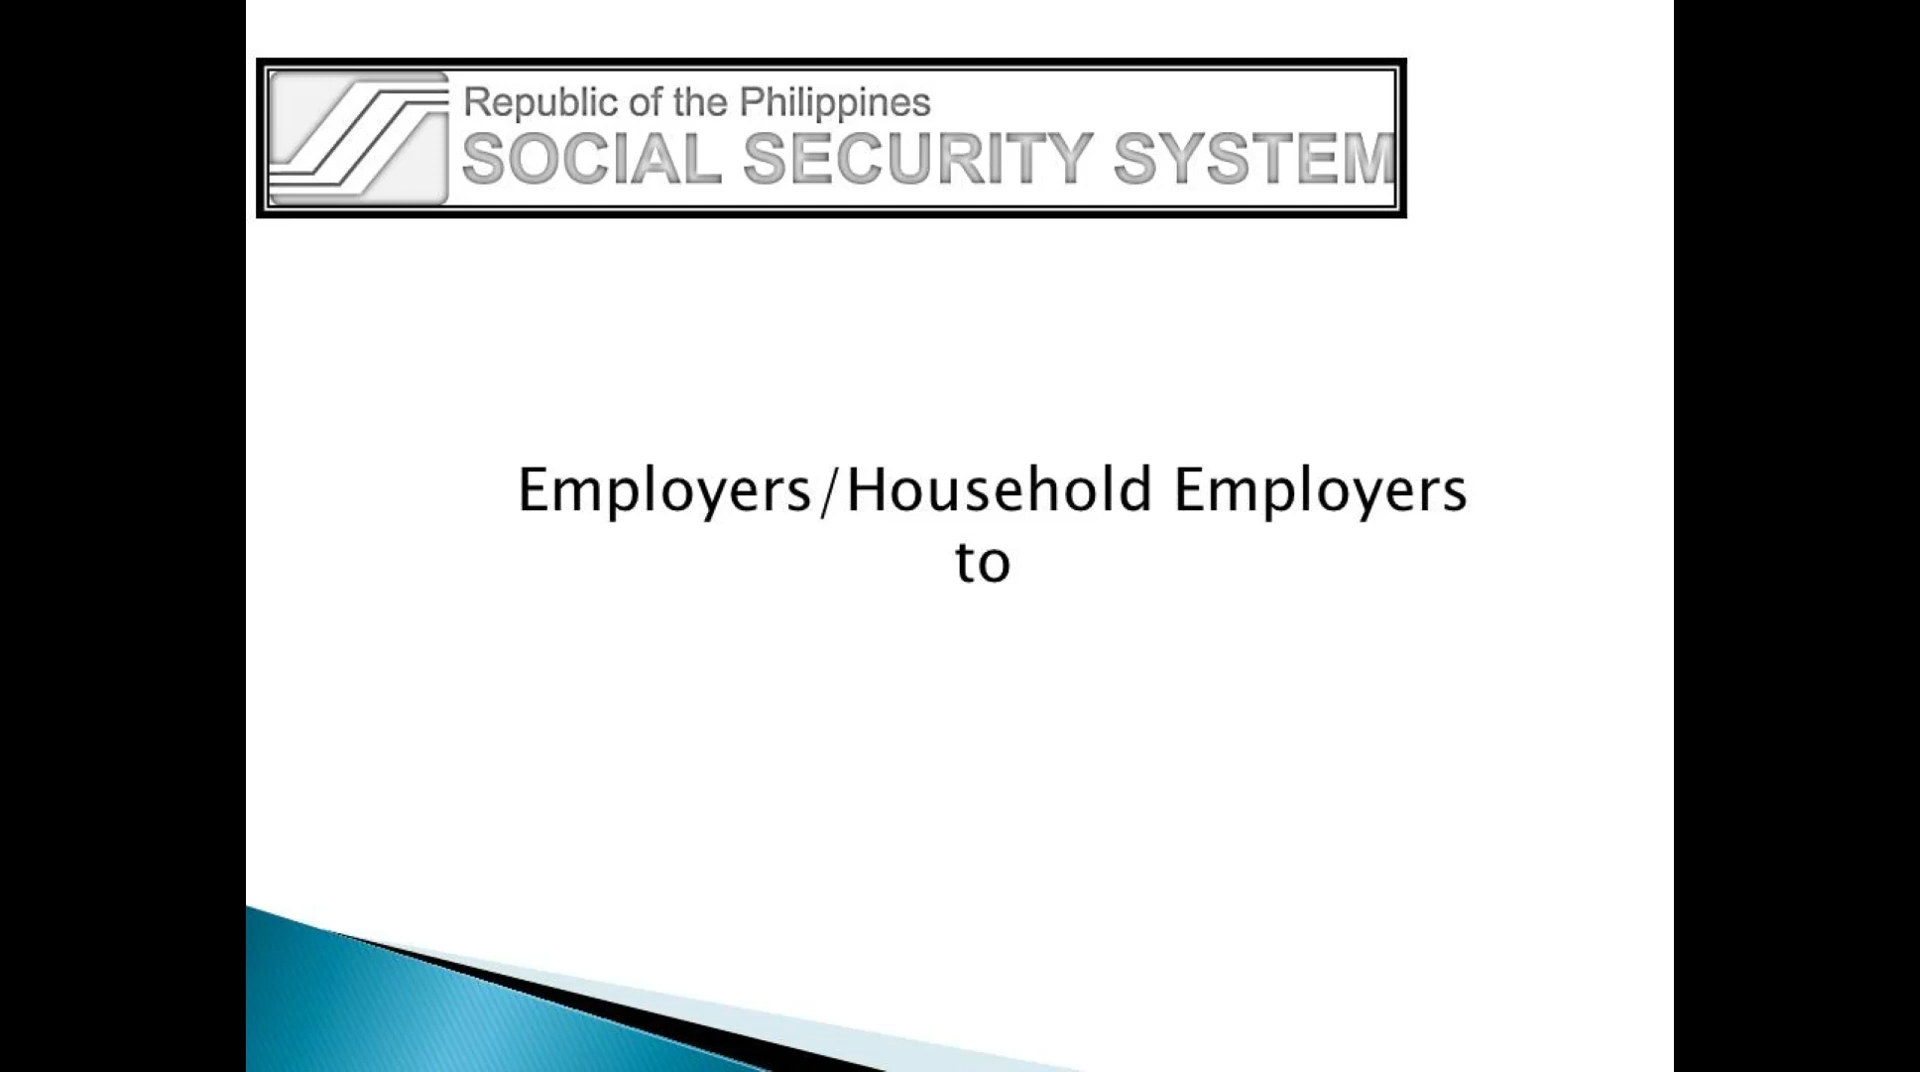 Republic of the Philippines
SOCIAL SECURITY SYSTEM
Employers/Household Employers
to